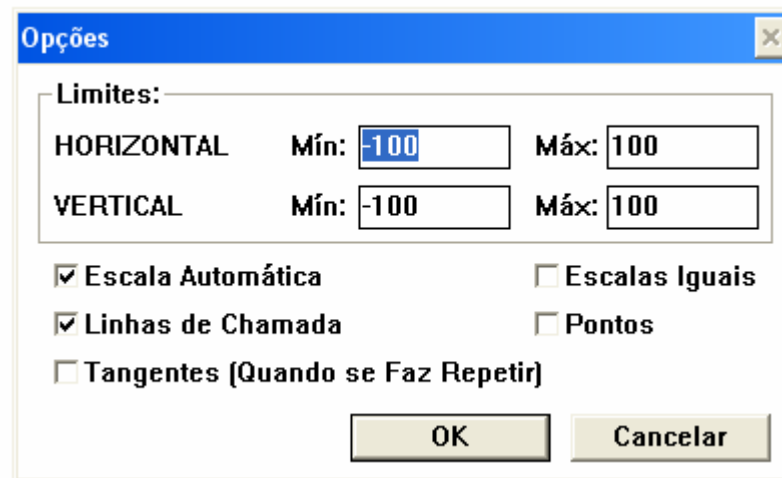 Opções
Limites:
HORIZONTAL Mín: -100 Máx: 100
VERTICAL Mín: -100 Máx: 100
Escala Automática Escalas Iguais
Linhas de Chamada Pontos
Tangentes (Quando se Faz Repetir)
OK Cancelar